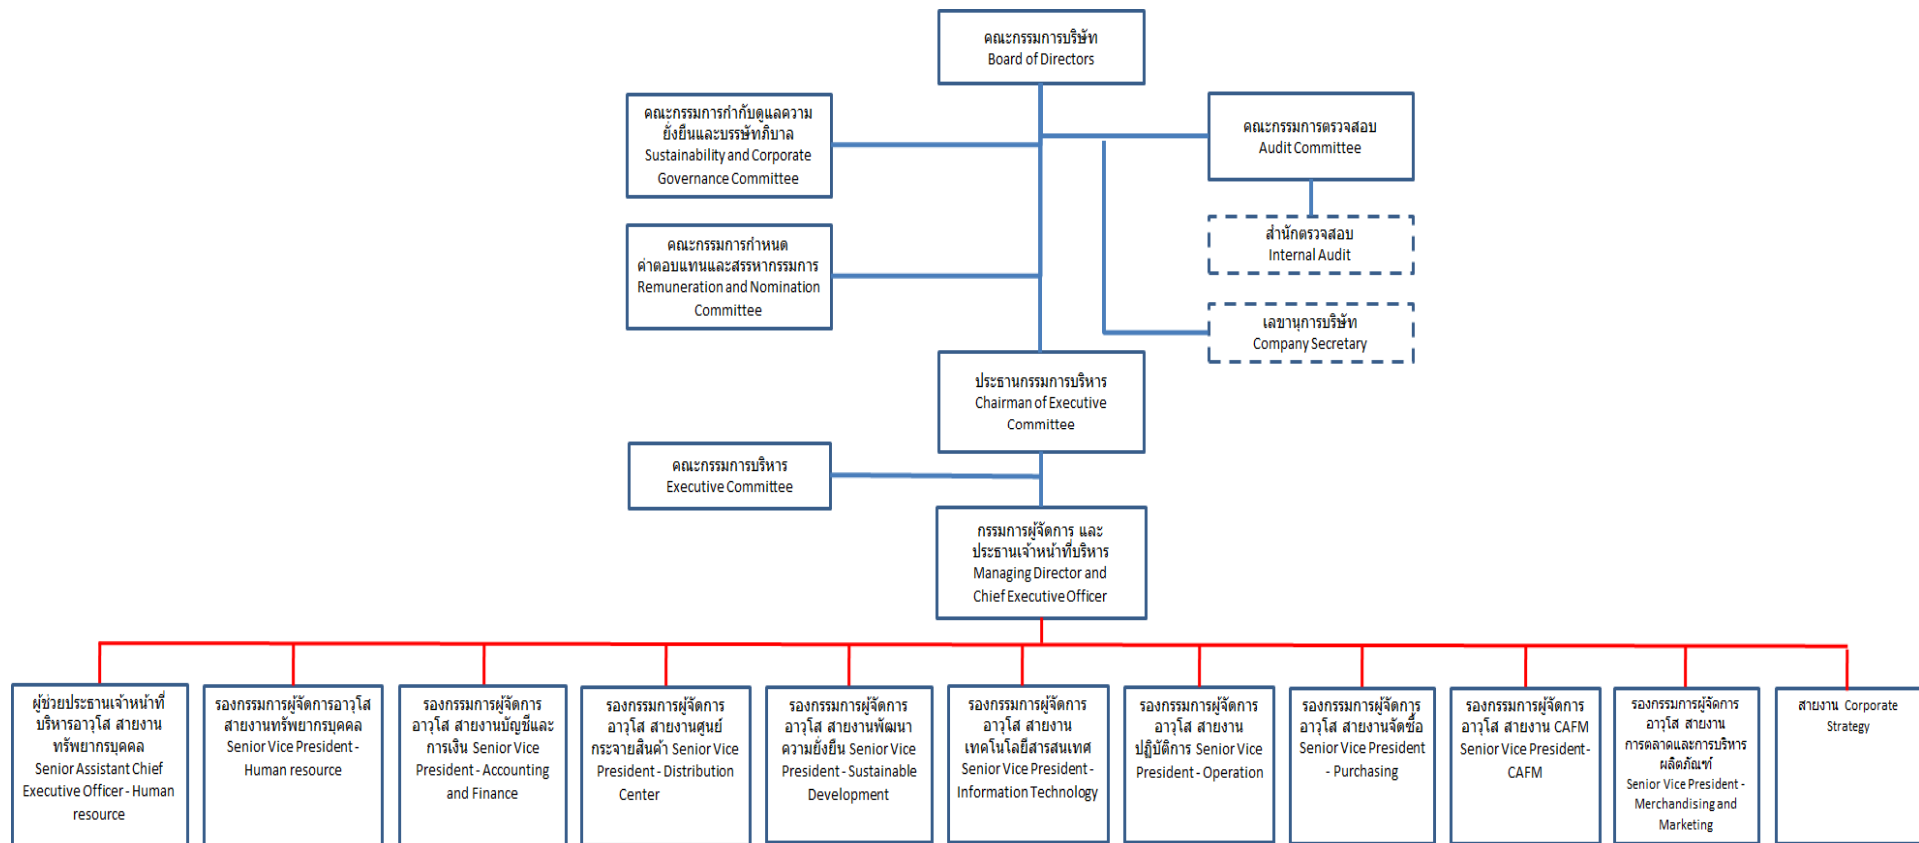 คณะกรรมการบริษัท
Board of Directors
คณะกรรมการกำกับดูแลความ
ยั่งยืนและบรรษัทภิบาล
Sustainability and Corporate
Governance Committee
คณะกรรมการตรวจสอบ
Audit Committee
สำนักตรวจสอบ
Internal Audit
คณะกรรมการกำหนด
ค่าตอบแทนและสรรหากรรมการ
Remuneration and Nomination
Committee
เลขานุการบริษัท
Company Secretary
ประธานกรรมการบริหาร
Chairman of Executive
Committee
คณะกรรมการบริหาร
Executive Committee
กรรมการผู้จัดการ และ
ประธานเจ้าหน้าที่บริหาร
Managing Director and
Chief Executive Officer
ผู้ช่วยประธานเจ้าหน้าที่
บริหารอาวุโส สายงาน
ทรัพยากรบุคคล
Senior Assistant Chief
Executive Officer - Human
resource
รองกรรมการผู้จัดการอาวุโส
สายงานทรัพยากรบุคคล
Senior Vice President -
Human resource
รองกรรมการผู้จัดการ
อาวุโส สายงานบัญชีและ
การเงิน Senior Vice
President - Accounting
and Finance
รองกรรมการผู้จัดการ
อาวุโส สายงานศูนย์
กระจายสินค้า Senior Vice
President - Distribution
Center
รองกรรมการผู้จัดการ
อาวุโส สายงานพัฒนา
ความยั่งยืน Senior Vice
President - Sustainable
Development
รองกรรมการผู้จัดการ
อาวุโส สายงาน
เทคโนโลยีสารสนเทศ
Senior Vice President -
Information Technology
รองกรรมการผู้จัดการ
อาวุโส สายงาน
ปฏิบัติการ Senior Vice
President - Operation
รองกรรมการผู้จัดการ
อาวุโส สายงานจัดซื้อ
Senior Vice President
- Purchasing
รองกรรมการผู้จัดการ
อาวุโส สายงาน CAFM
Senior Vice President-
CAFM
รองกรรมการผู้จัดการ
อาวุโส สายงาน
การตลาดและการบริหาร
ผลิตภัณฑ์
Senior Vice President -
Merchandising and
Marketing
สายงาน Corporate
Strategy